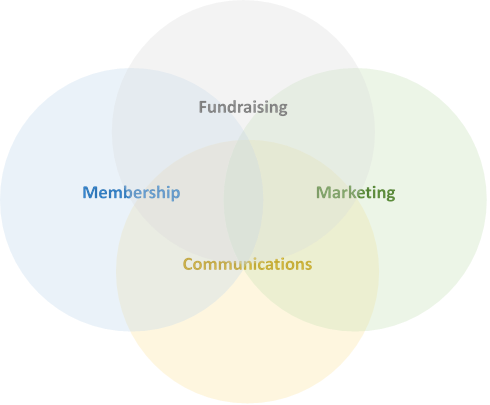 Fundraising
Membership
Marketing
Communications